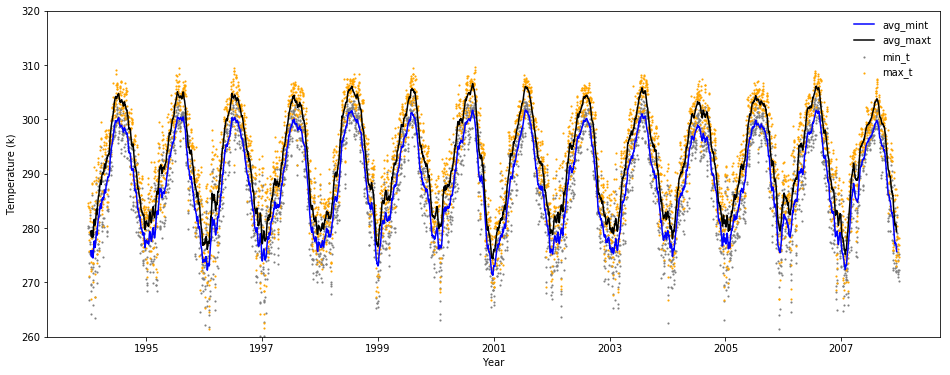 320
310
300
290
280
270
260
Temperature (k)
1995
1997
1999
2001
2003
2005
2007
Year
avg_mint
avg_maxt
min_t
max_t